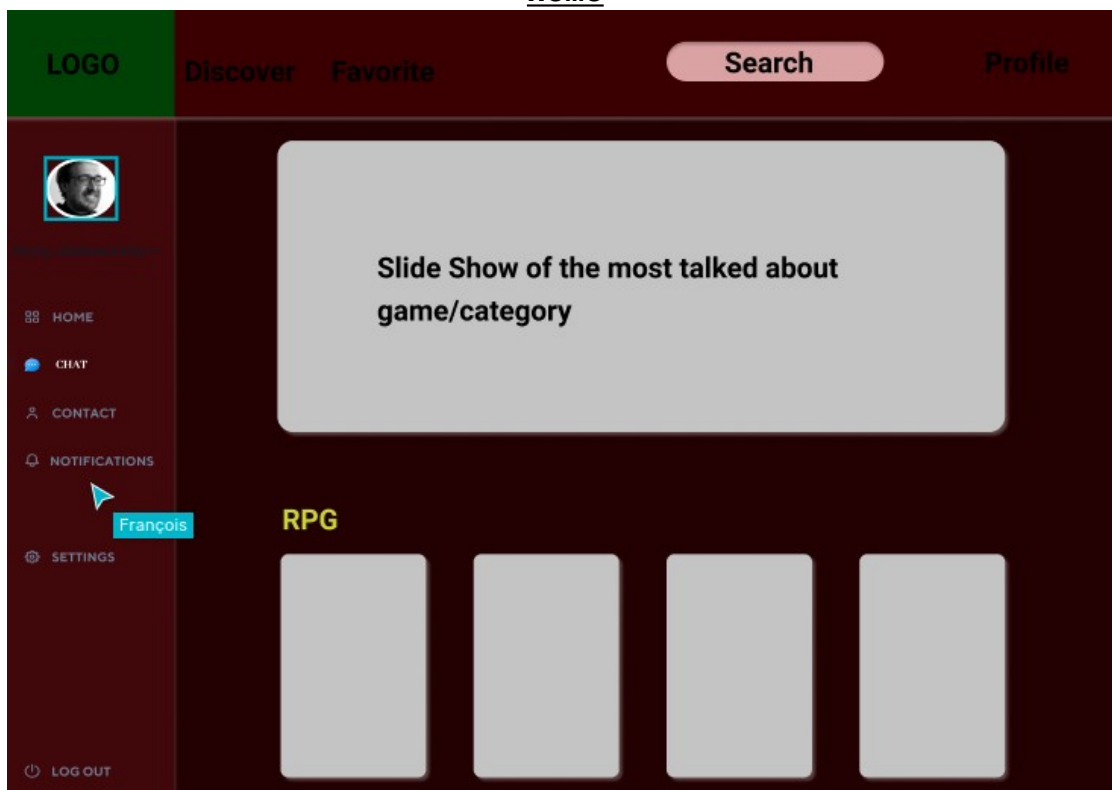 LOGO
Discover Favorite
Search
Profile
Slide Show of the most talked about
game/category
HOME
CHAT
CONTACT
NOTIFICATIONS
François
SETTINGS
LOG OUT
RPG